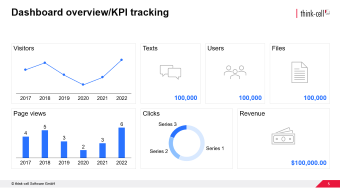 Dashboard overview/KPI tracking
think-cell
Visitors
2017 2018 2019 2020 2021 2022
Texts
100,000
Users
100,000
Files
100,000
Page views
4 5 3 2 3 6
2017 2018 2019 2020 2021 2022
Clicks
Series 3
Series 2
Series 1
Revenue
$100,000.00
© think-cell Software GmbH